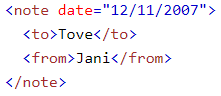 <note date="12/11/2007">
  <to>Tove</to>
  <from>Jani</from>
</note>